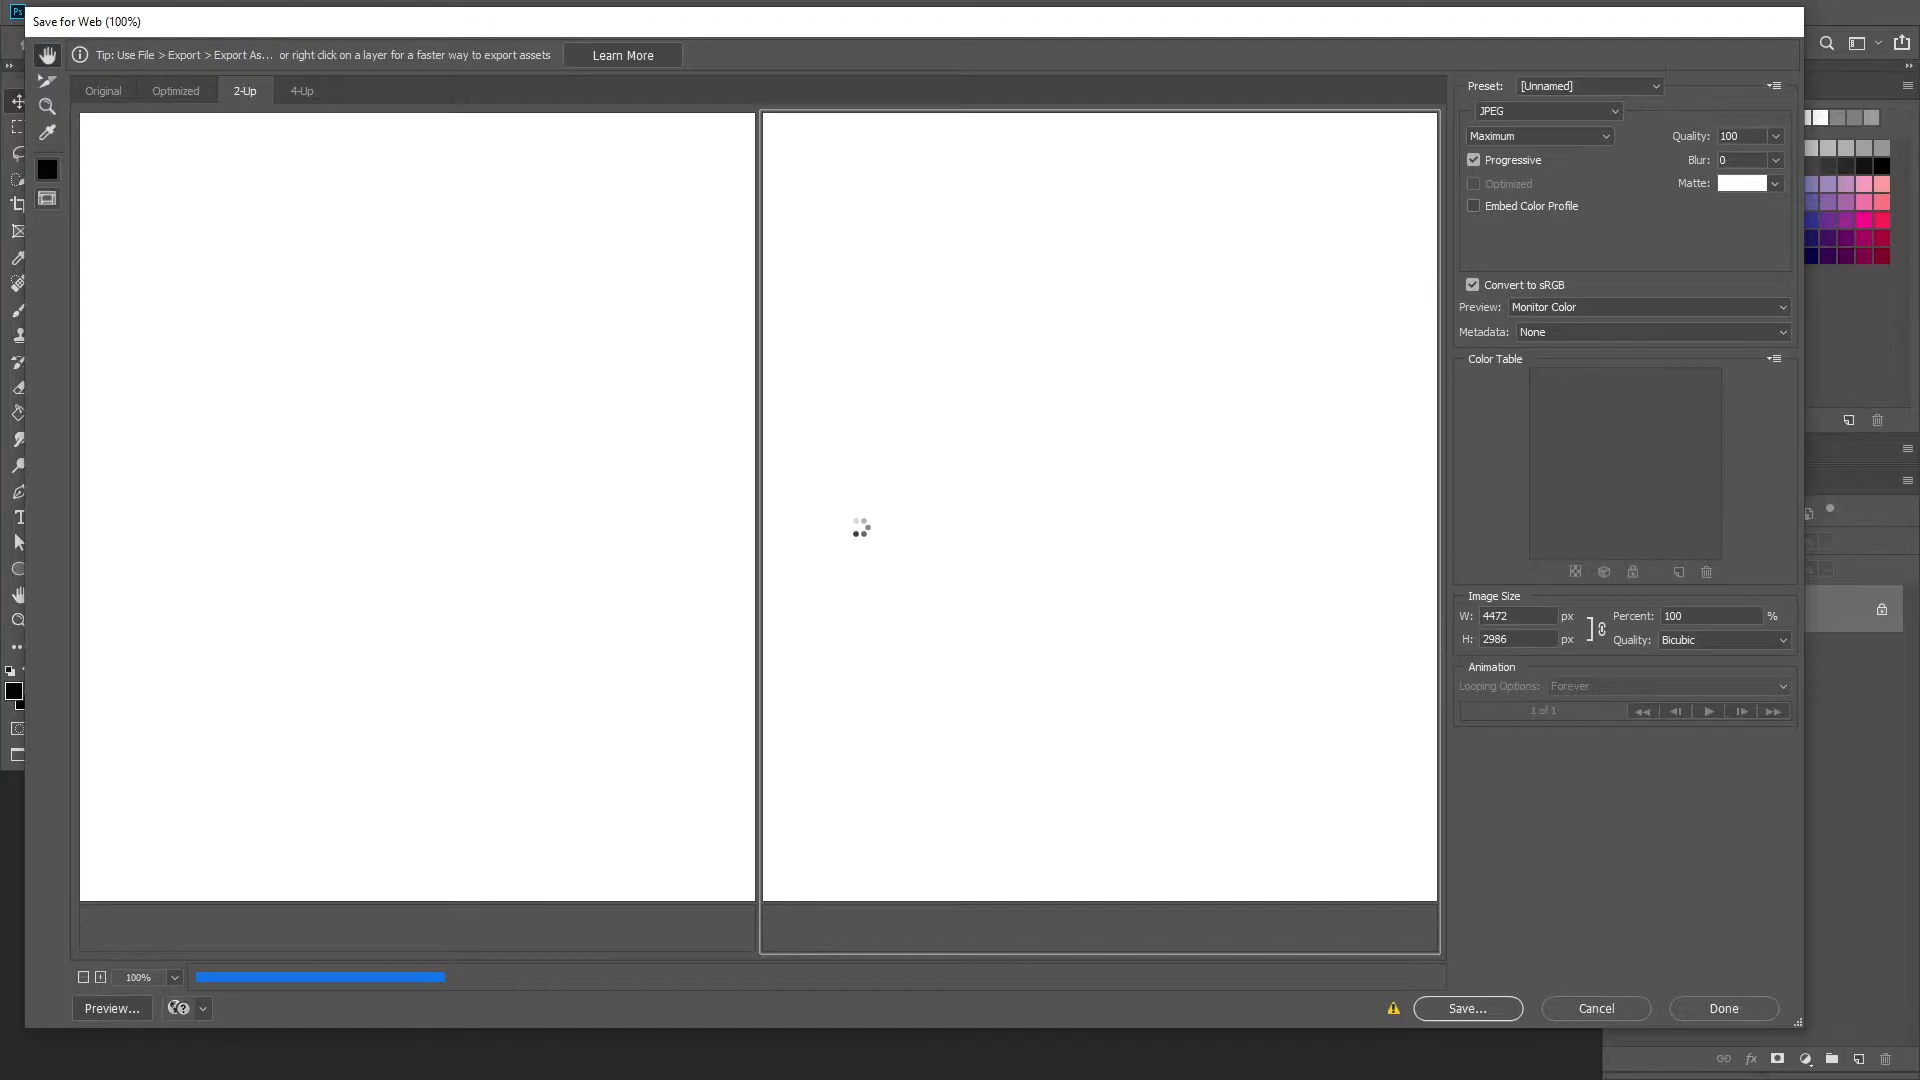 Ps
Save for Web (100%)
Tip: Use File > Export > Export As... or right click on a layer for a faster way to export assets
Learn More
Original
Optimized
2-Up
4-Up
Preset:
[Unnamed]
JPEG
Maximum
Quality:
100
Progressive
Blur:
0
Optimized
Matte:
Embed Color Profile
Convert to sRGB
Preview:
Monitor Color
Metadata:
None
Color Table
Image Size
W:
4472
px
Percent:
100
%
H:
2986
px
Quality:
Bicubic
Animation
Looping Options:
Forever
1 of 1
100%
Preview...
Save...
Cancel
Done
fx